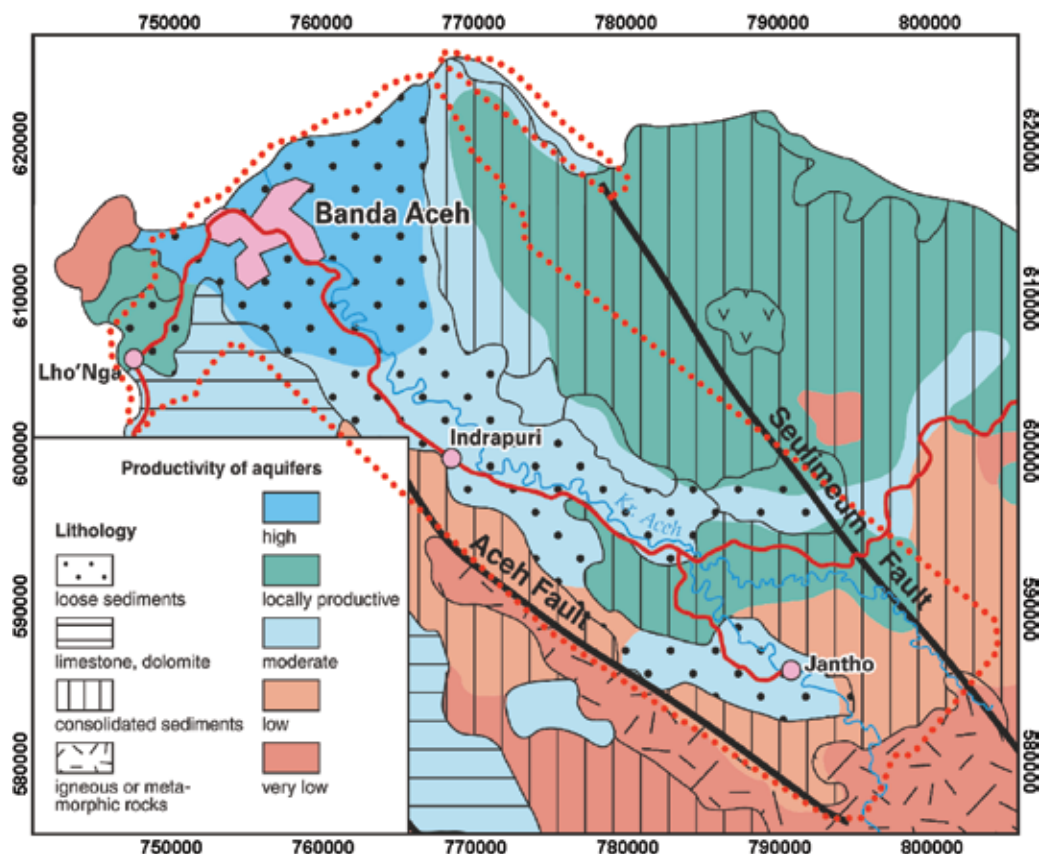 750000 760000 770000 780000 790000 800000
620000
610000
600000
590000
580000
620000
610000
600000
590000
580000
Banda Aceh
Lho'Nga
Indrapuri
Kr. Aceh
Seulimeum
Fault
Aceh Fault
Jantho
Productivity of aquifers
Lithology
high
loose sediments
locally productive
limestone, dolomite
moderate
consolidated sediments
low
igneous or meta-
morphic rocks
very low
V V
V
750000 760000 770000 780000 790000 800000